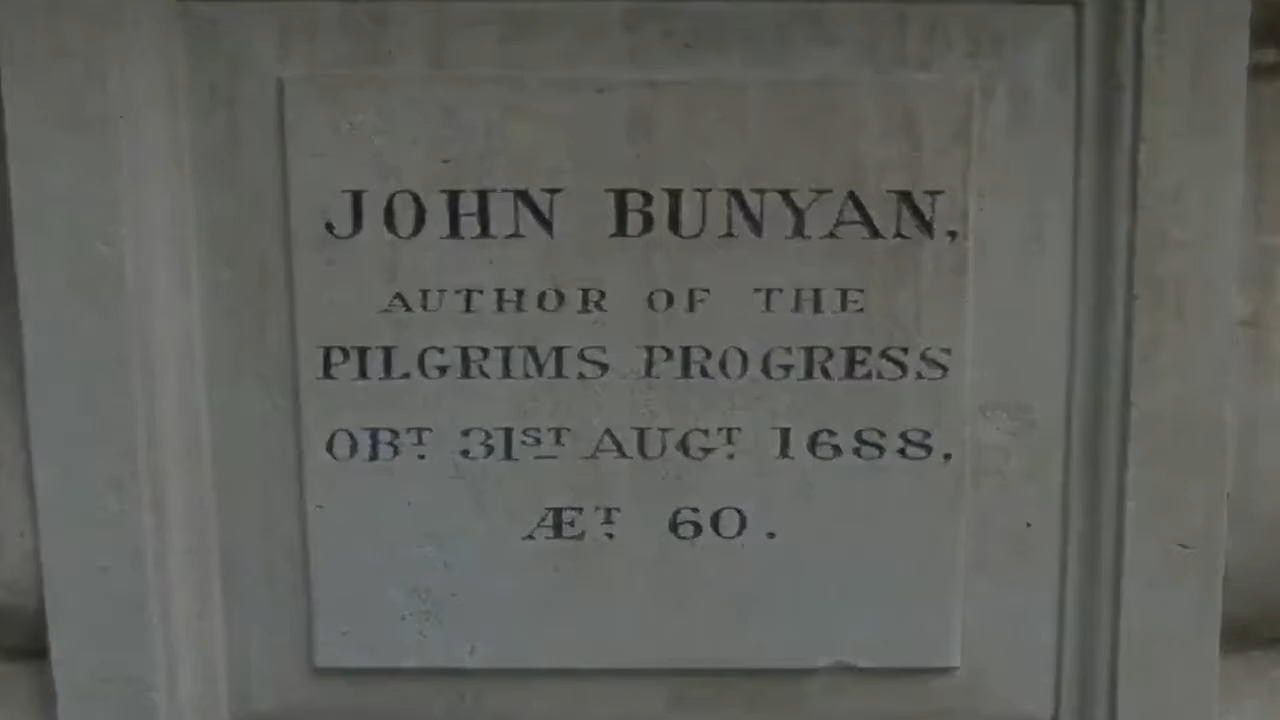 JOHN BUNYAN,
AUTHOR OF THE
PILGRIMS PROGRESS
OBT. 31ST AUGT. 1688.
ÆT. 60.